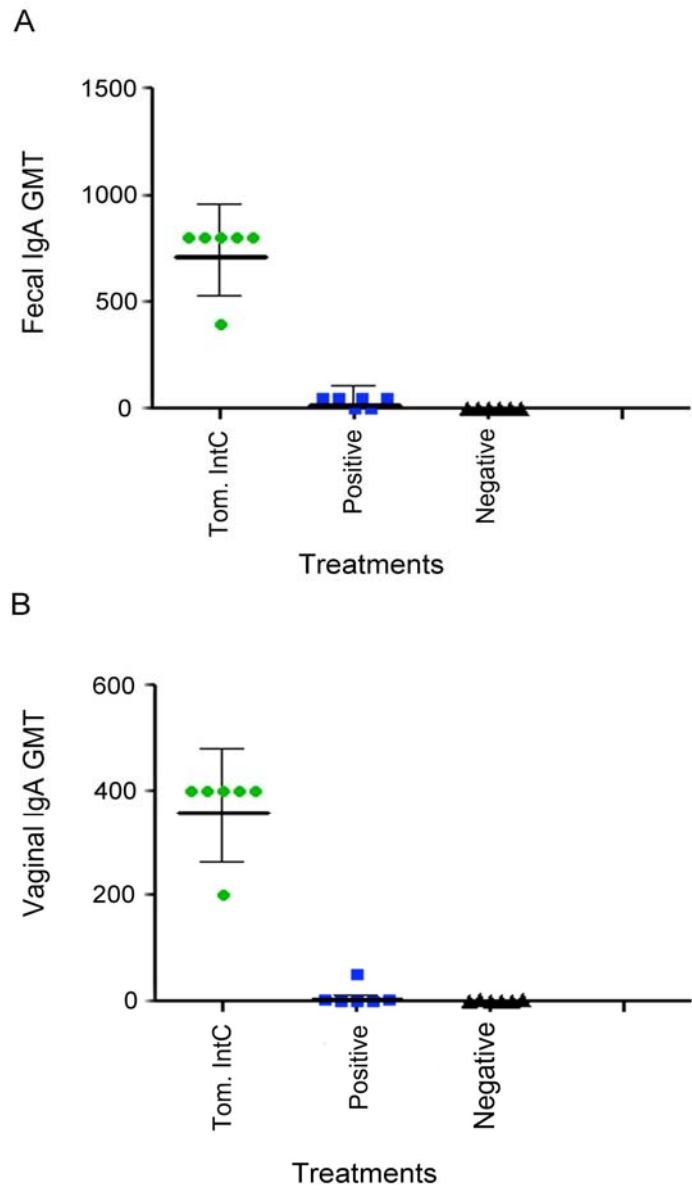 A
1500
1000
500
0
Fecal IgA GMT
Tom. IntC
Positive
Negative
Treatments
B
600
400
200
0
Vaginal IgA GMT
Tom. IntC
Positive
Negative
Treatments